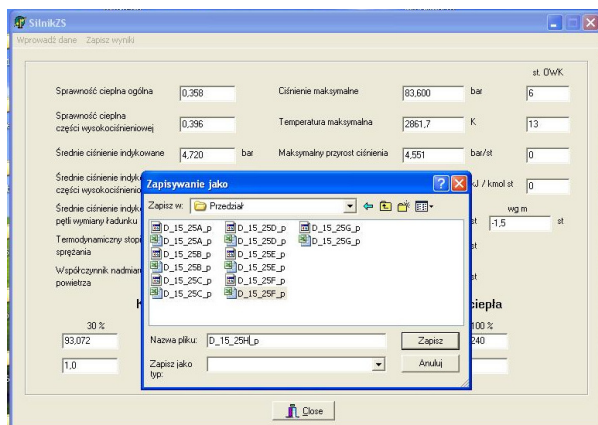 SilnikZS
Wprowadź dane Zapisz wyniki
st. OWK
Sprawność cieplna ogólna 0,358 Ciśnienie maksymalne 83,600 bar 6
Sprawność cieplna
części wysokociśnieniowej 0,396 Temperatura maksymalna 2861,7 K 13
Średnie ciśnienie indykowane 4,720 bar Maksymalny przyrost ciśnienia 4,551 bar/st 0
Średnie ciśnienie indyk
części wysokociśnienio kJ / kmol st 0
Średnie ciśnienie indyk
pętli wymiany ładunku st wg m -1,5 st
Termodynamiczny stopi
sprężania st
Współczynnik nadmiar
powietrza st
Zapisywanie jako
Zapisz w: Przedział
D_15_25A_p D_15_25D_p D_15_25G_p
D_15_25A_p D_15_25D_p D_15_25G_p
D_15_25B_p D_15_25E_p
D_15_25B_p D_15_25E_p
D_15_25C_p D_15_25F_p
D_15_25C_p D_15_25F_p
Nazwa pliku: D_15_25H_p Zapisz
Zapisz jako
typ: Anuluj
K ciepła
30 % 100 %
93,072 240
1,0
Close